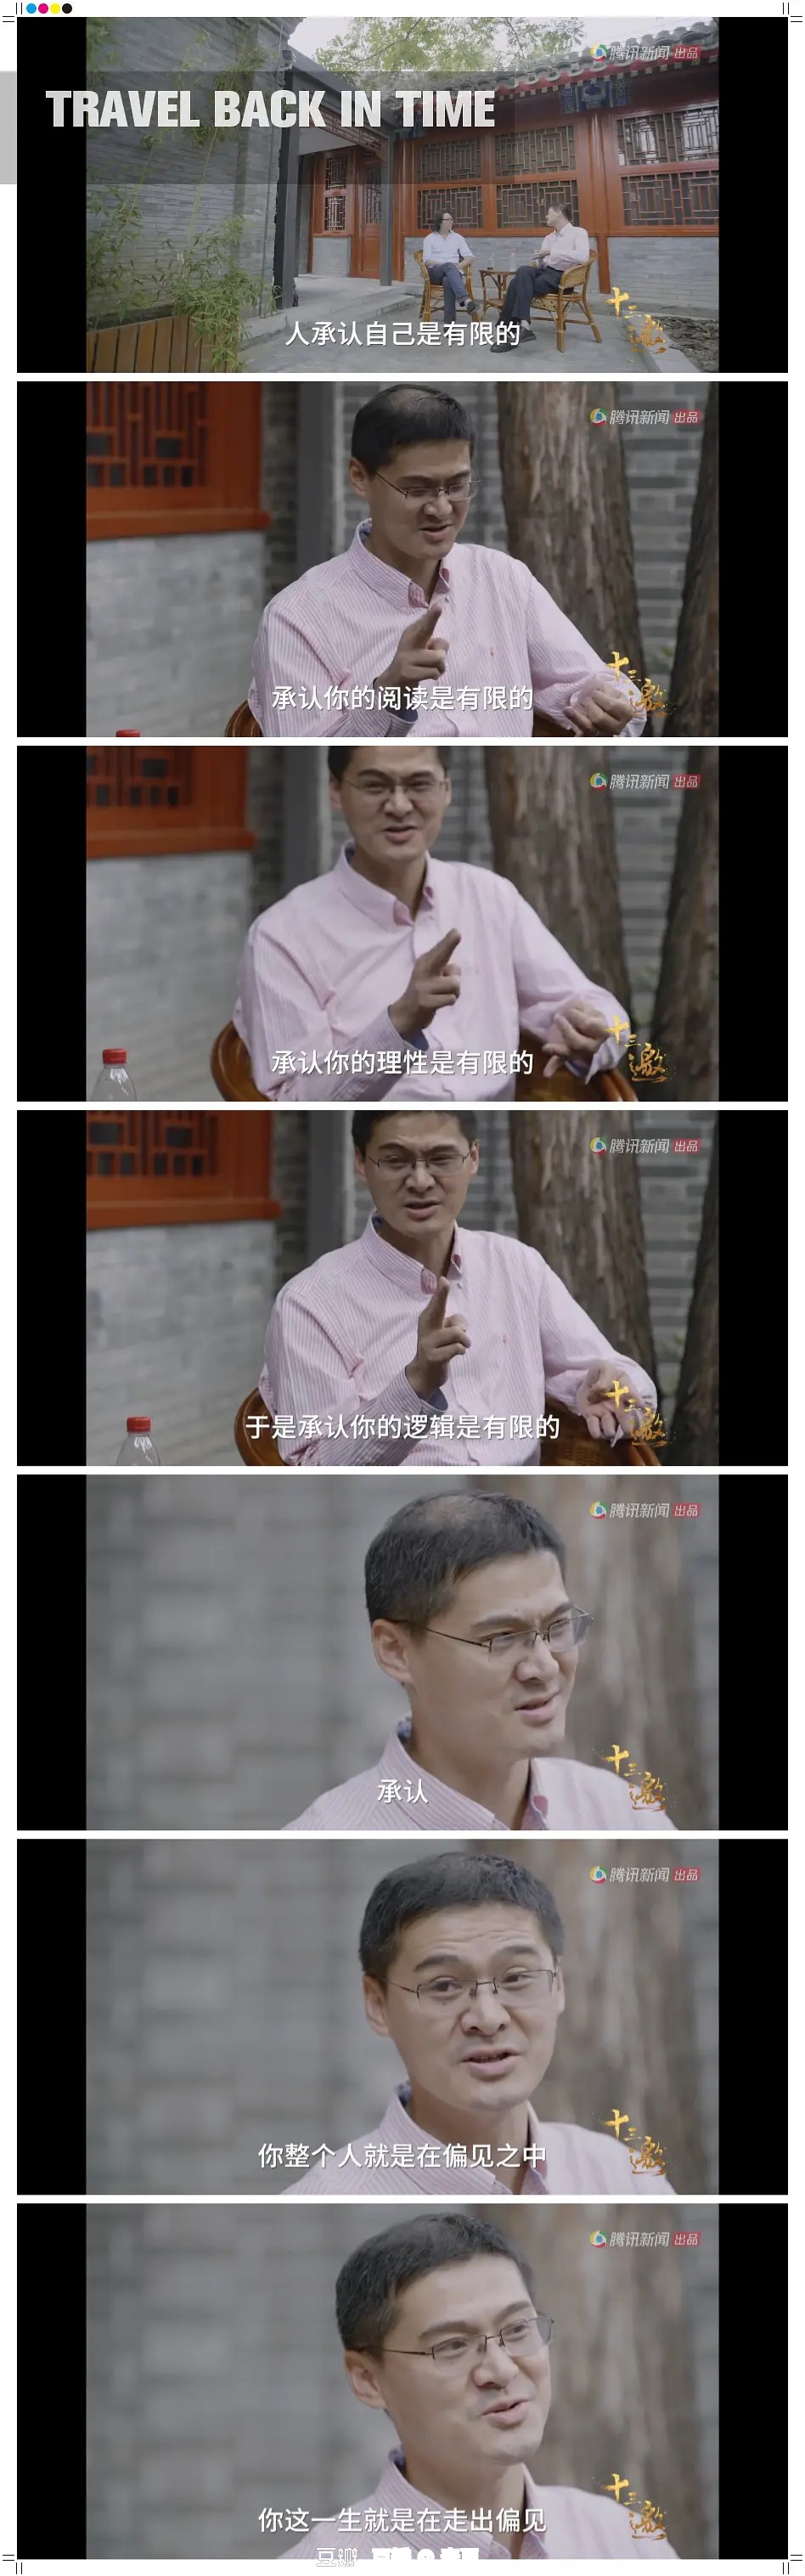 TRAVEL BACK IN TIME
腾讯新闻 出品
人承认自己是有限的
十三邀
腾讯新闻 出品
承认你的阅读是有限的
十三邀
腾讯新闻 出品
承认你的理性是有限的
十三邀
腾讯新闻 出品
于是承认你的逻辑是有限的
十三邀
腾讯新闻 出品
承认
十三邀
腾讯新闻 出品
你整个人就是在偏见之中
十三邀
腾讯新闻 出品
你这一生就是在走出偏见
十三邀
豆瓣